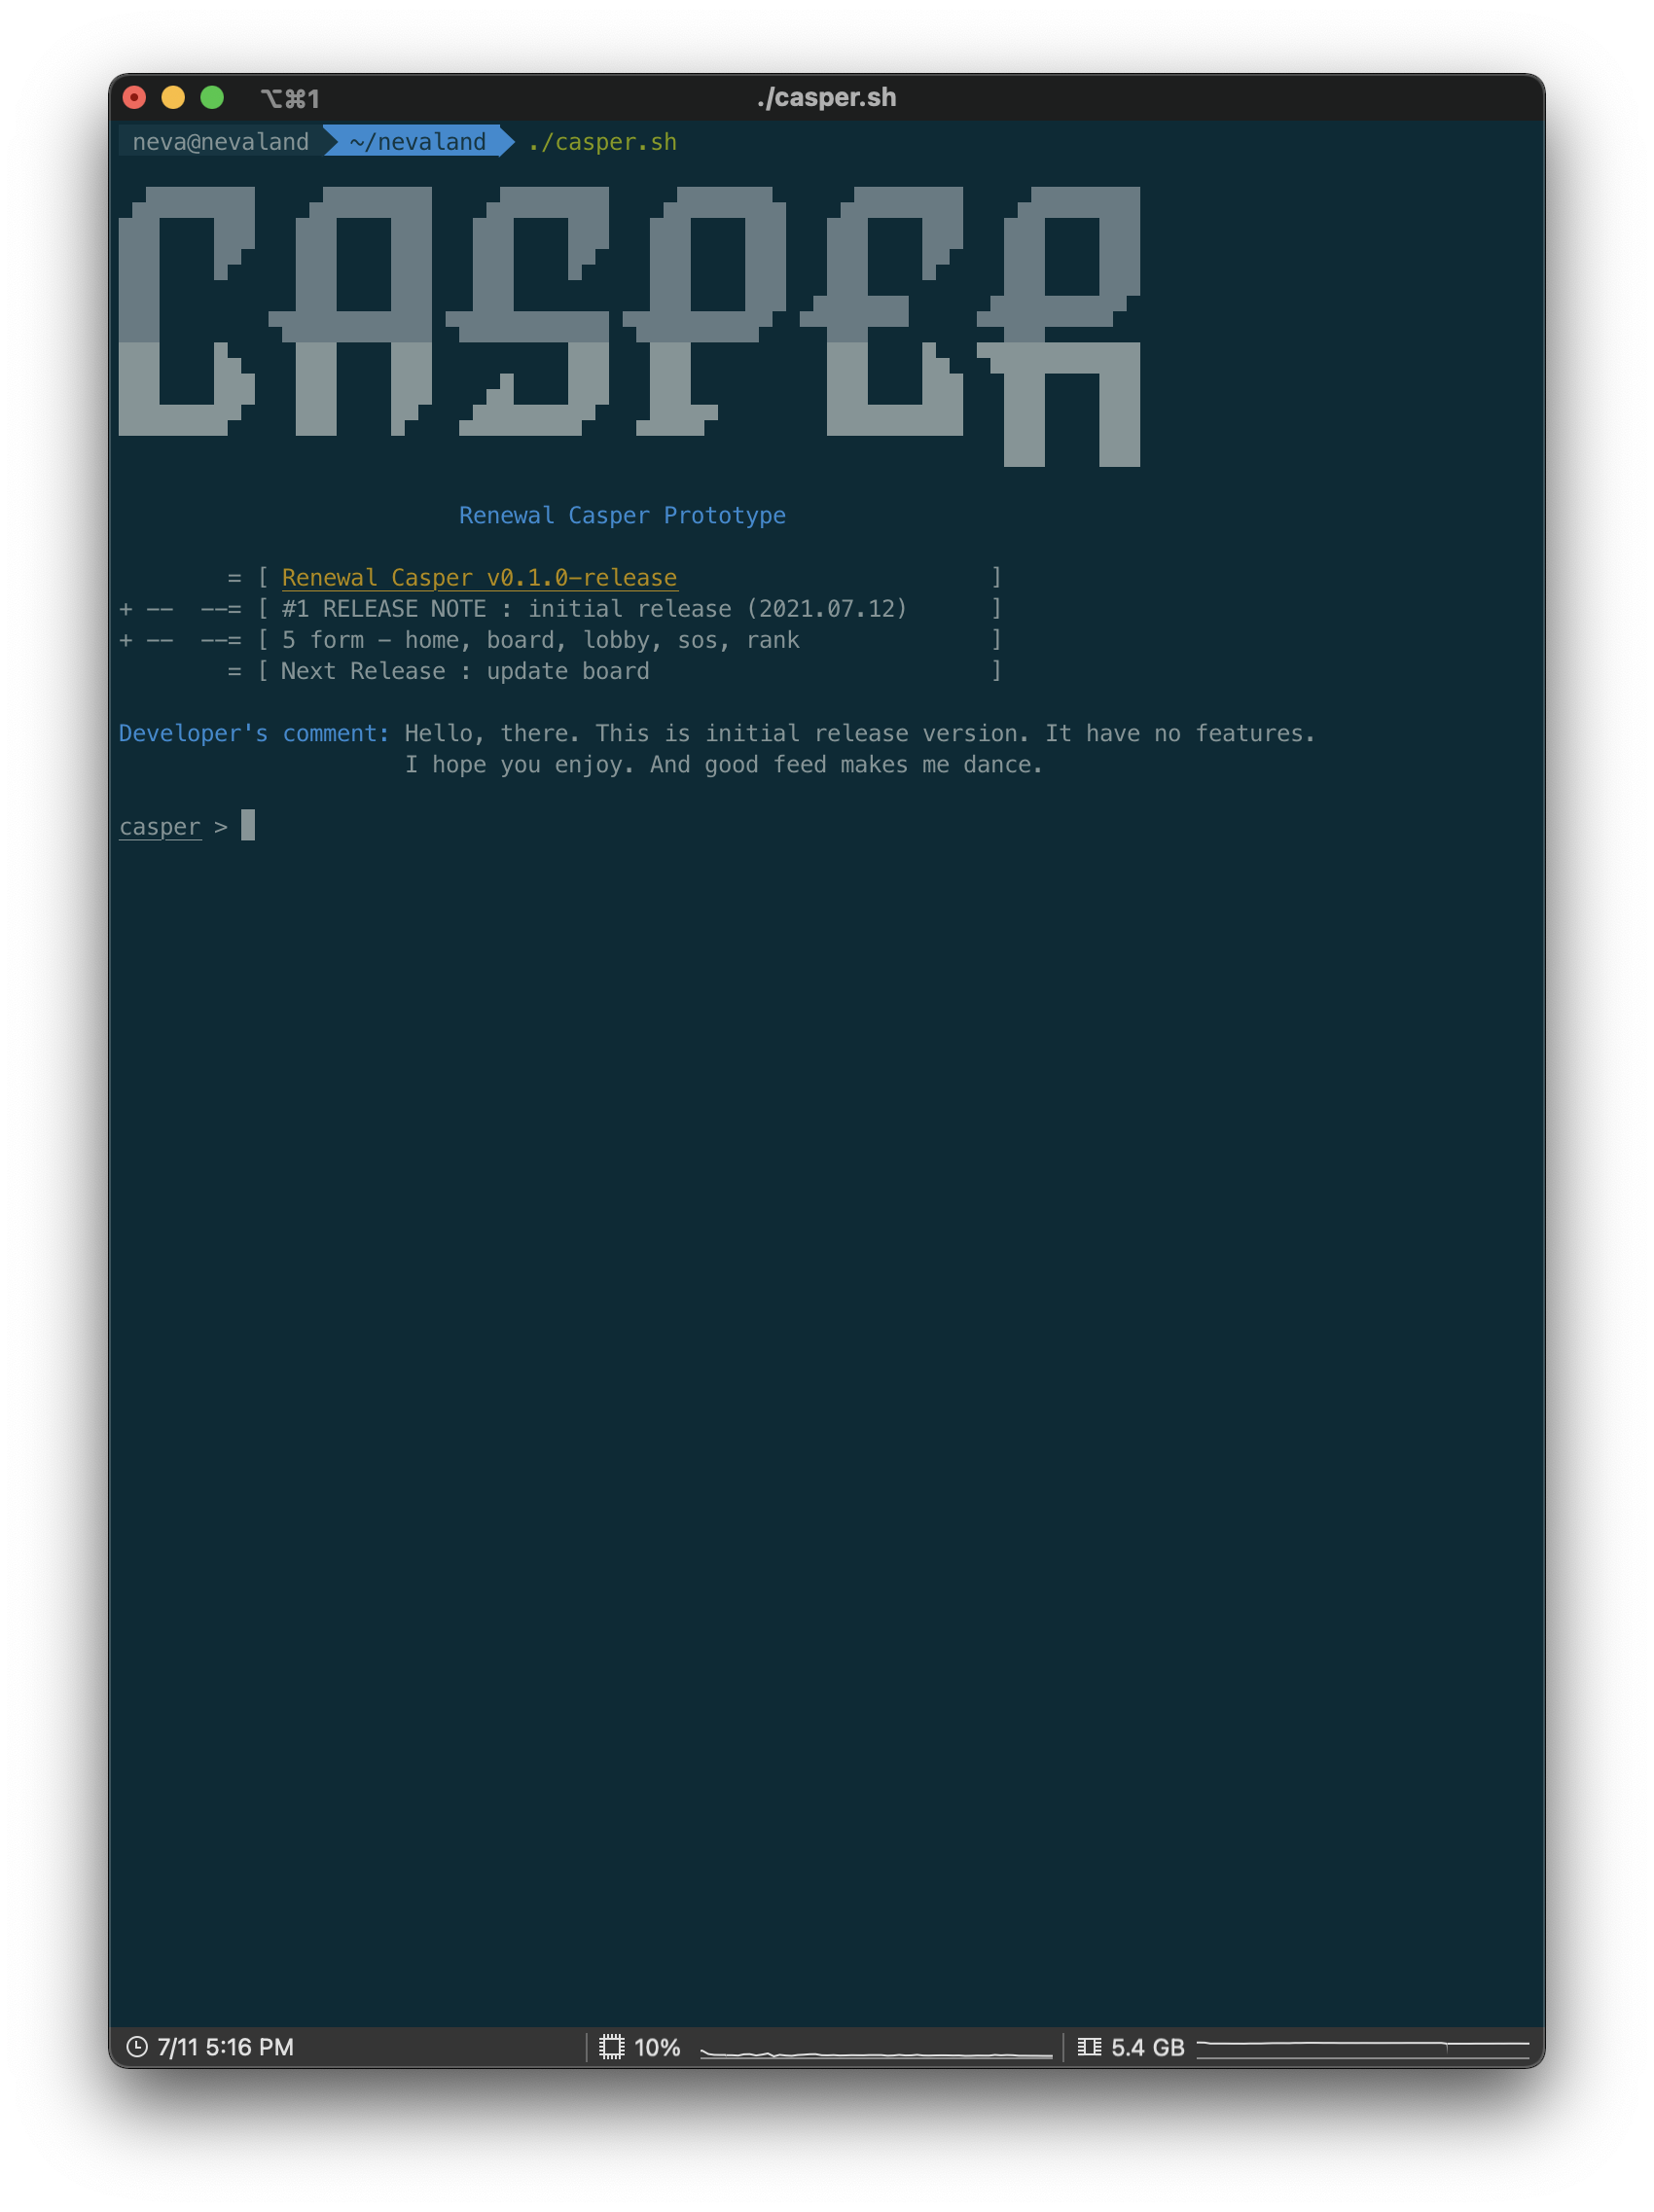 ⌥⌘1 ./casper.sh
neva@nevaland ~/nevaland ./casper.sh
CASPER
Renewal Casper Prototype
= [ Renewal Casper v0.1.0-release ]
+ -- --= [ #1 RELEASE NOTE : initial release (2021.07.12) ]
+ -- --= [ 5 form - home, board, lobby, sos, rank ]
= [ Next Release : update board ]
Developer's comment: Hello, there. This is initial release version. It have no features.
I hope you enjoy. And good feed makes me dance.
casper >
7/11 5:16 PM 10% 5.4 GB